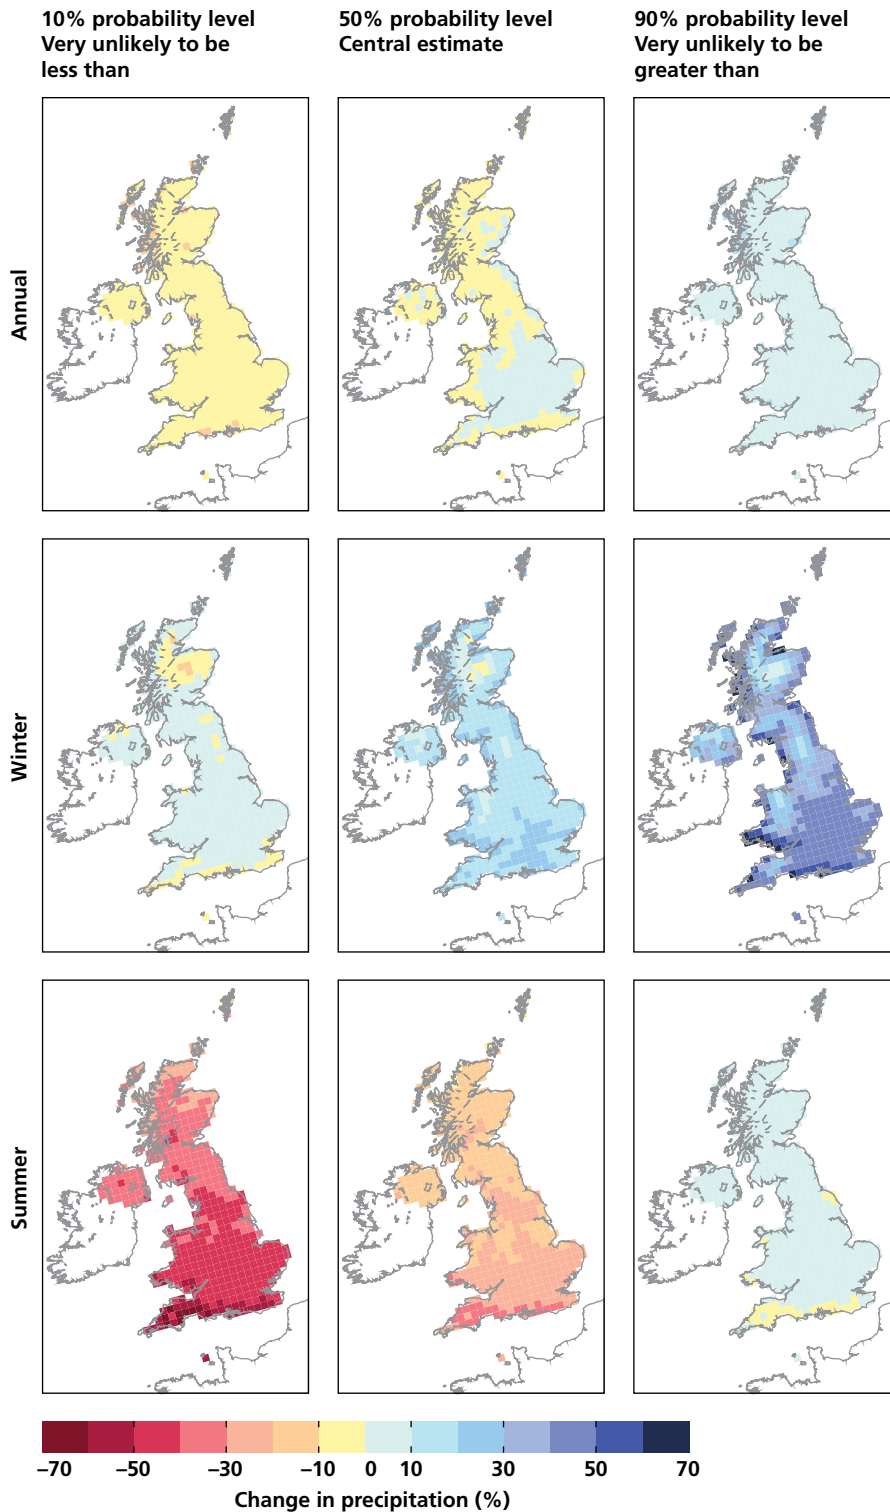 10% probability level
Very unlikely to be
less than
50% probability level
Central estimate
90% probability level
Very unlikely to be
greater than
Annual
Winter
Summer
–70 –50 –30 –10 0 10 30 50 70
Change in precipitation (%)